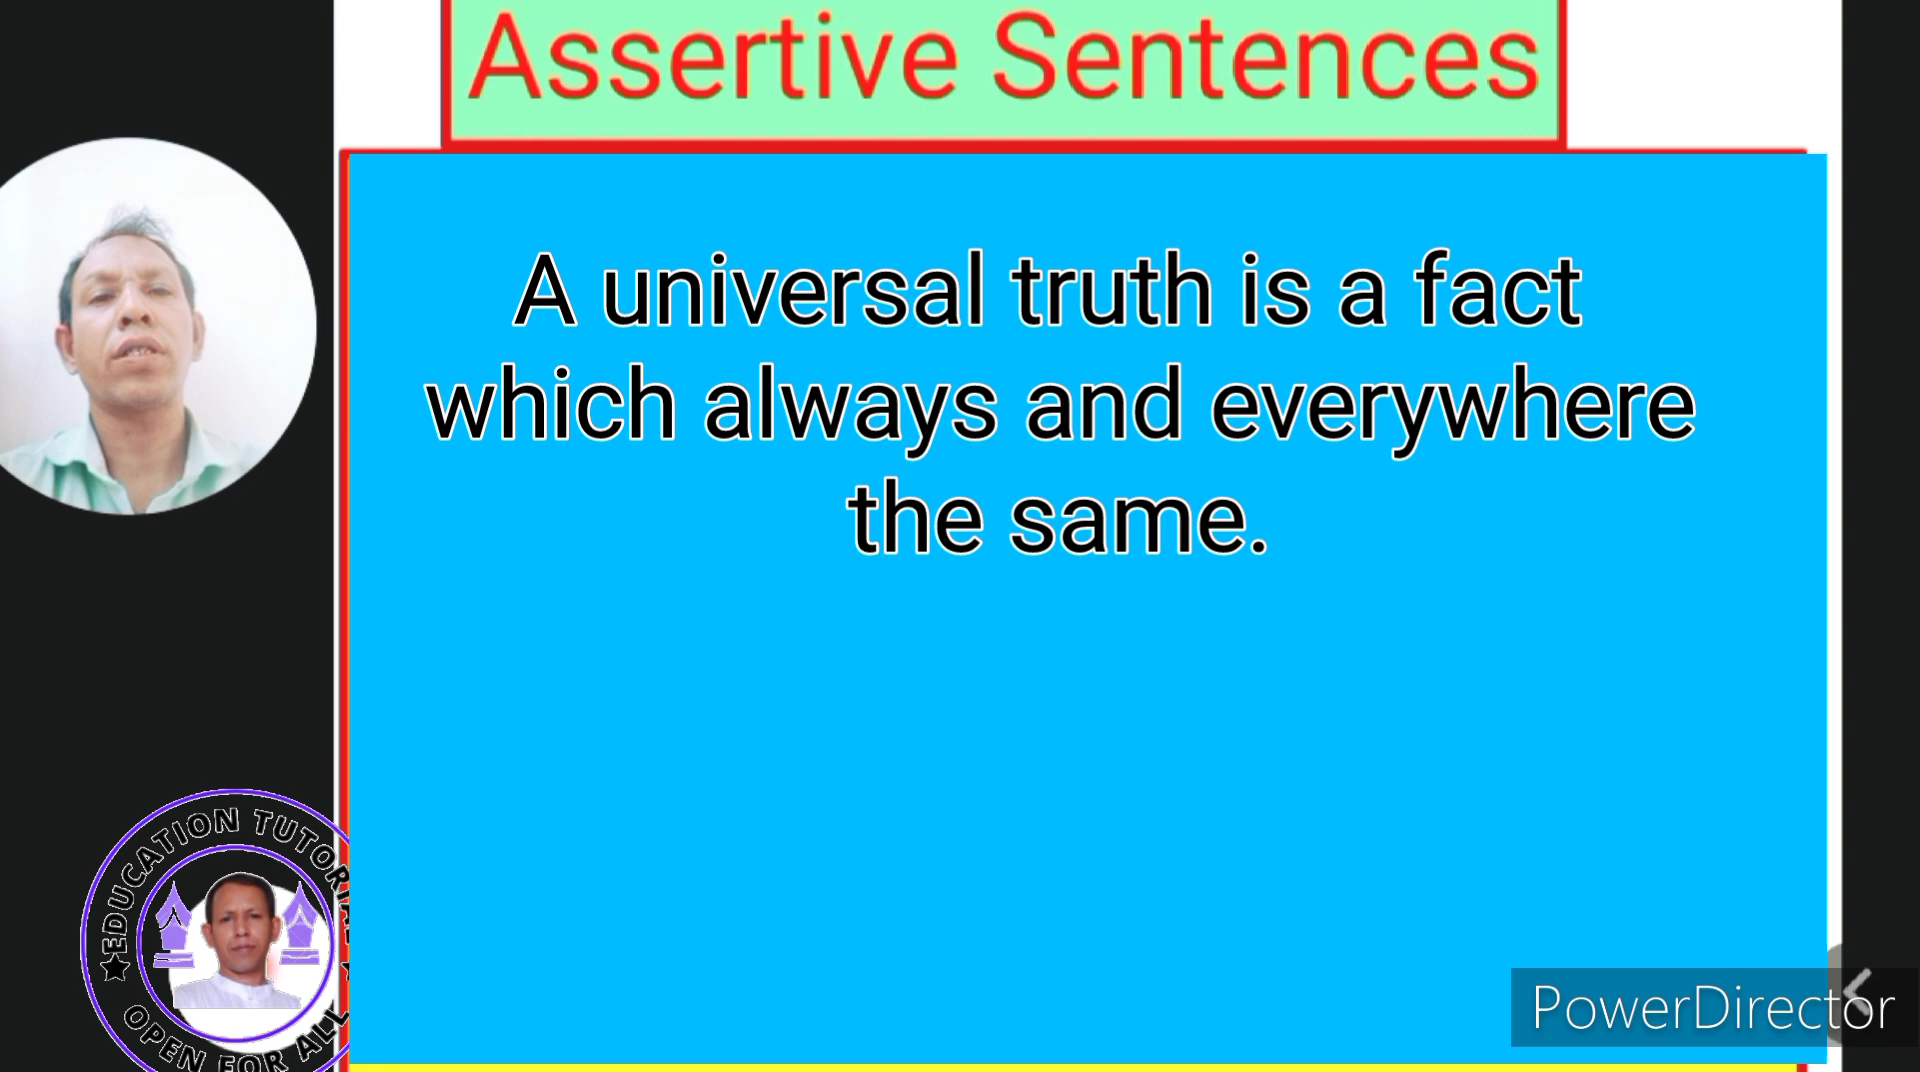 Assertive Sentences
A universal truth is a fact
which always and everywhere
the same.
EDUCATION TUTORIAL
OPEN FOR ALL
PowerDirector